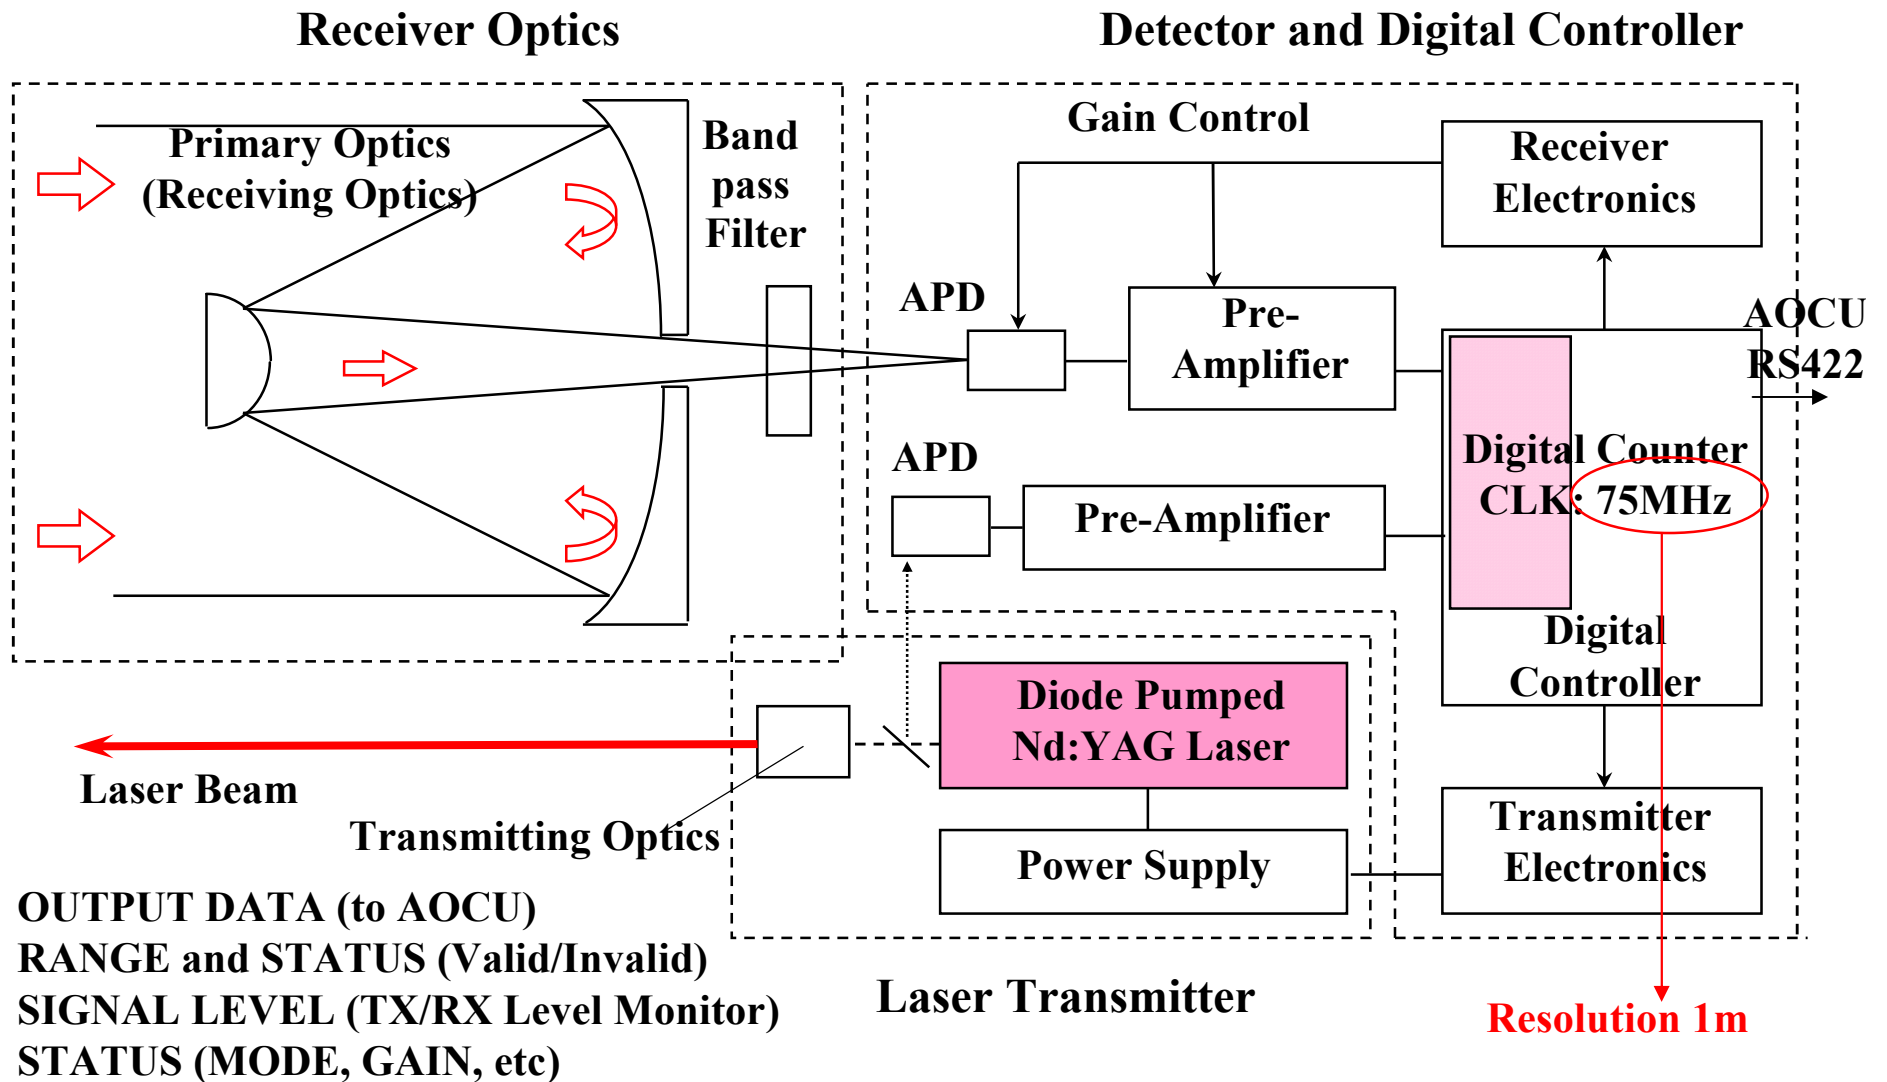 Receiver Optics
Detector and Digital Controller
Primary Optics
(Receiving Optics)
Band
pass
Filter
Gain Control
Receiver
Electronics
APD
Pre-
Amplifier
AOCU
RS422
APD
Pre-Amplifier
Digital Counter
CLK: 75MHz
Digital
Controller
Diode Pumped
Nd:YAG Laser
Laser Beam
Transmitting Optics
Power Supply
Transmitter
Electronics
OUTPUT DATA (to AOCU)
RANGE and STATUS (Valid/Invalid)
SIGNAL LEVEL (TX/RX Level Monitor)
STATUS (MODE, GAIN, etc)
Laser Transmitter
Resolution 1m